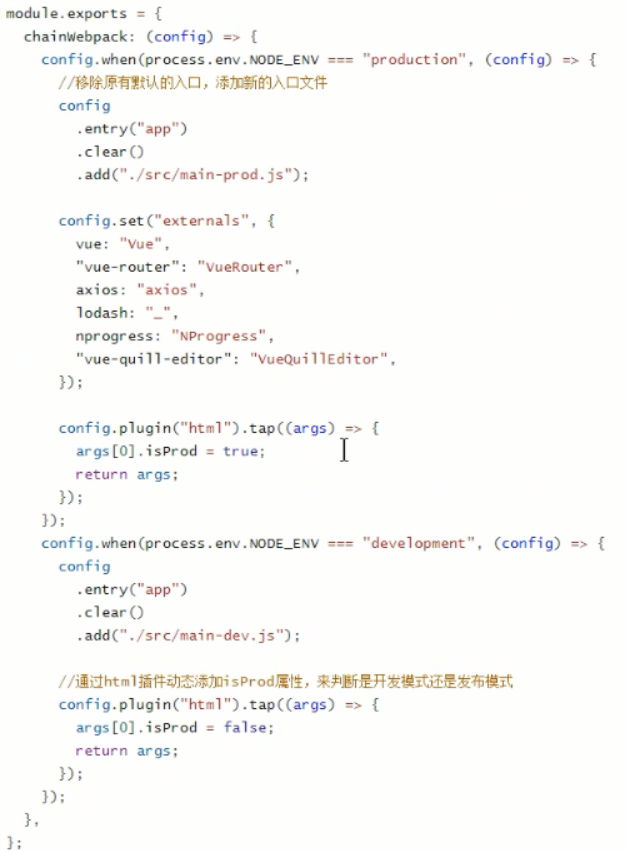 module.exports = {
  chainWebpack: (config) => {
    config.when(process.env.NODE_ENV === "production", (config) => {
      //移除原有默认的入口，添加新的入口文件
      config
        .entry("app")
        .clear()
        .add("./src/main-prod.js");

      config.set("externals", {
        vue: "Vue",
        "vue-router": "VueRouter",
        axios: "axios",
        lodash: "_",
        nprogress: "NProgress",
        "vue-quill-editor": "VueQuillEditor",
      });

      config.plugin("html").tap((args) => {
        args[0].isProd = true;
        return args;
      });
    });
    config.when(process.env.NODE_ENV === "development", (config) => {
      config
        .entry("app")
        .clear()
        .add("./src/main-dev.js");

      //通过html插件动态添加isProd属性，来判断是开发模式还是发布模式
      config.plugin("html").tap((args) => {
        args[0].isProd = false;
        return args;
      });
    });
  },
};